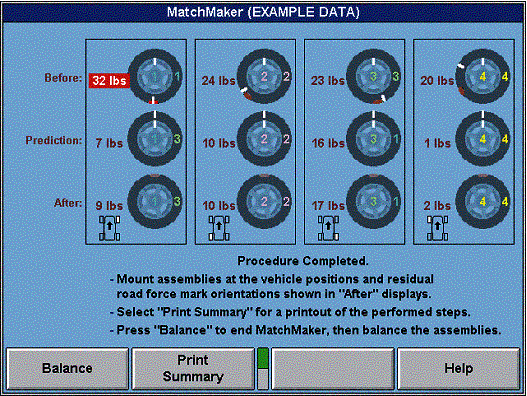 MatchMaker (EXAMPLE DATA)
Before: 32 lbs 1 1 24 lbs 2 2 23 lbs 3 3 20 lbs 4 4
Prediction: 7 lbs 1 3 10 lbs 2 2 16 lbs 3 1 1 lbs 4 4
After: 9 lbs 1 3 10 lbs 2 2 17 lbs 3 1 2 lbs 4 4
Procedure Completed.
- Mount assemblies at the vehicle positions and residual
road force mark orientations shown in "After" displays.
- Select "Print Summary" for a printout of the performed steps.
- Press "Balance" to end MatchMaker, then balance the assemblies.
Balance
Print
Summary
Help